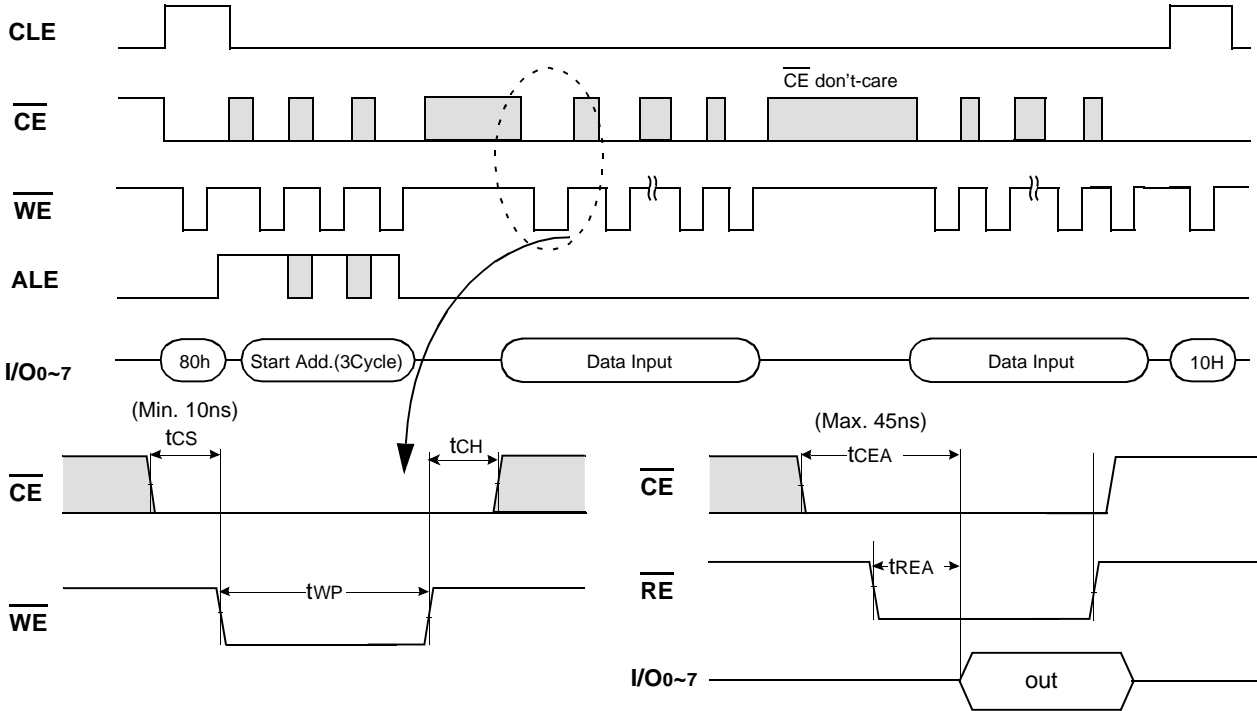 CLE
CE don't-care
CE
WE
ALE
I/O0~7
80h
Start Add.(3Cycle)
Data Input
Data Input
10H
(Min. 10ns)
tCS
tCH
CE
tWP
WE
(Max. 45ns)
tCEA
CE
tREA
RE
I/O0~7
out